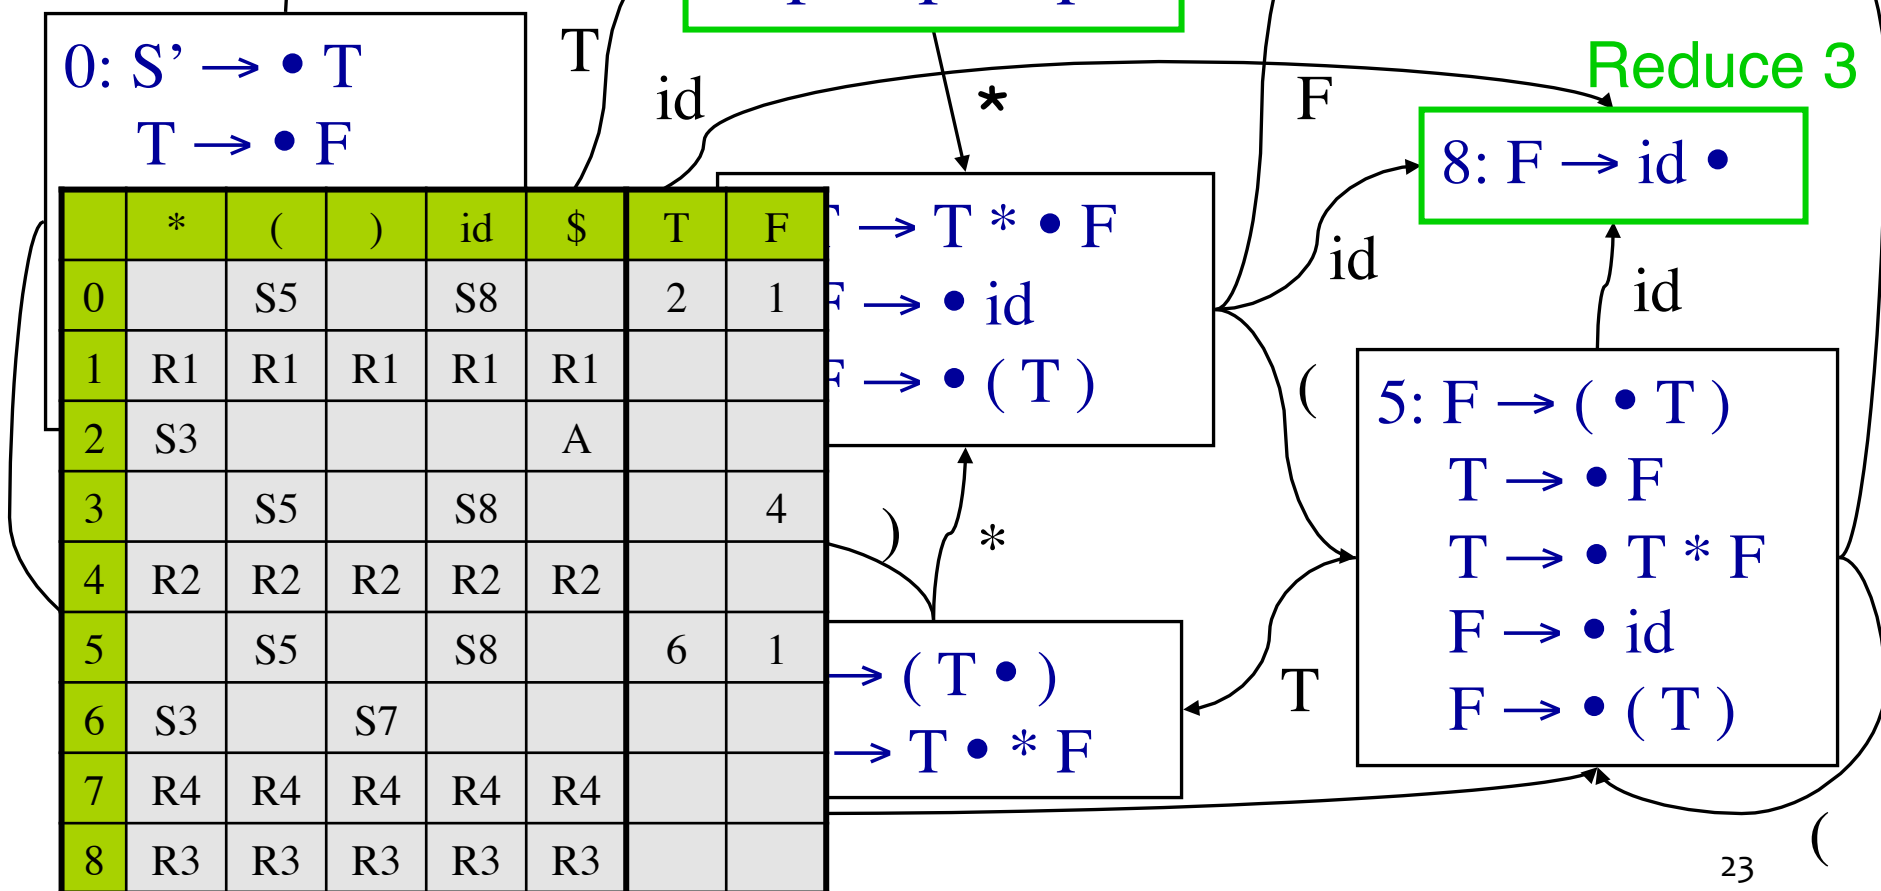 0: S’ → • T
T → • F
T
id
*
F
Reduce 3
8: F → id •
→ T * • F
→ • id
→ • ( T )
id
id
(
5: F → ( • T )
T → • F
T → • T * F
F → • id
F → • ( T )
)
*
→ ( T • )
→ T • * F
T
(
* ( ) id $ T F
0 S5 S8 2 1
1 R1 R1 R1 R1 R1
2 S3 A
3 S5 S8 4
4 R2 R2 R2 R2 R2
5 S5 S8 6 1
6 S3 S7
7 R4 R4 R4 R4 R4
8 R3 R3 R3 R3 R3
23